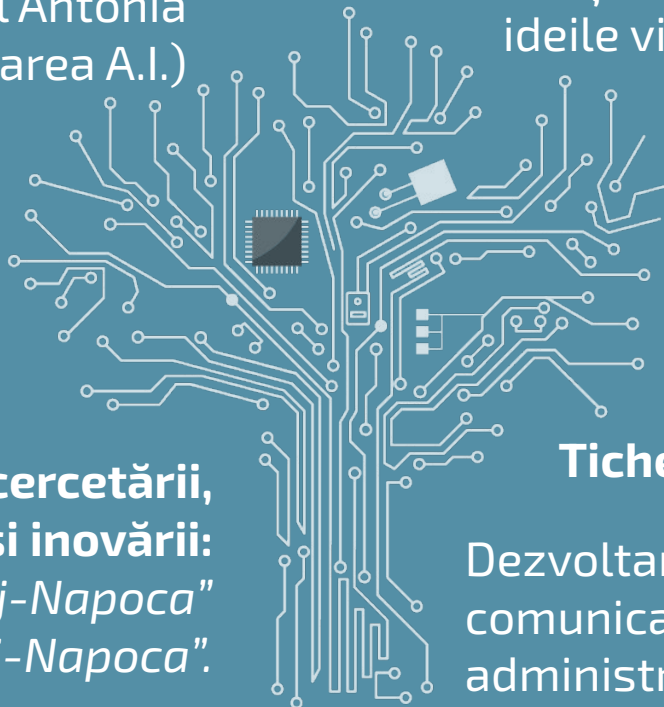 Antonia
area A.I.)
ideile vi
cercetării,
și inovării:
j-Napoca”
j-Napoca”.
Tiche
Dezvoltar
comunica
administr